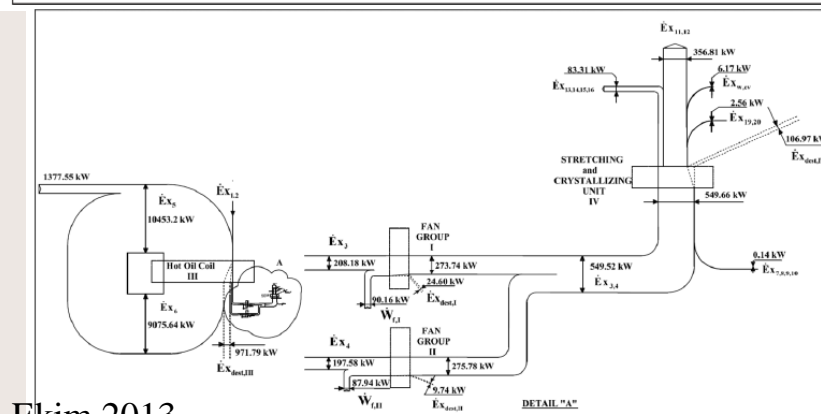 Ėx11,12
356.81 kW
83.31 kW
Ėx13,14,15,16
6.17 kW
Ėxw,ev
2.56 kW
Ėx19,20
106.97 kW
STRETCHING
and
CRYSTALLIZING
UNIT
IV
549.66 kW
1377.55 kW
Ėx5
Ėx1,2
10453.2 kW
Hot Oil Coil
III
A
Ėx6
9075.64 kW
971.79 kW
Ėxdest,III
208.18 kW
FAN
GROUP
I
273.74 kW
24.60 kW
Ėxdest,I
90.16 kW
Ẇf,I
549.52 kW
Ėx3,4
0.14 kW
Ėx7,8,9,10
Ėx4
197.58 kW
FAN
GROUP
II
275.78 kW
87.94 kW
Ẇf,II
9.74 kW
Ėxdest,II
DETAIL "A"
Ekim 2013